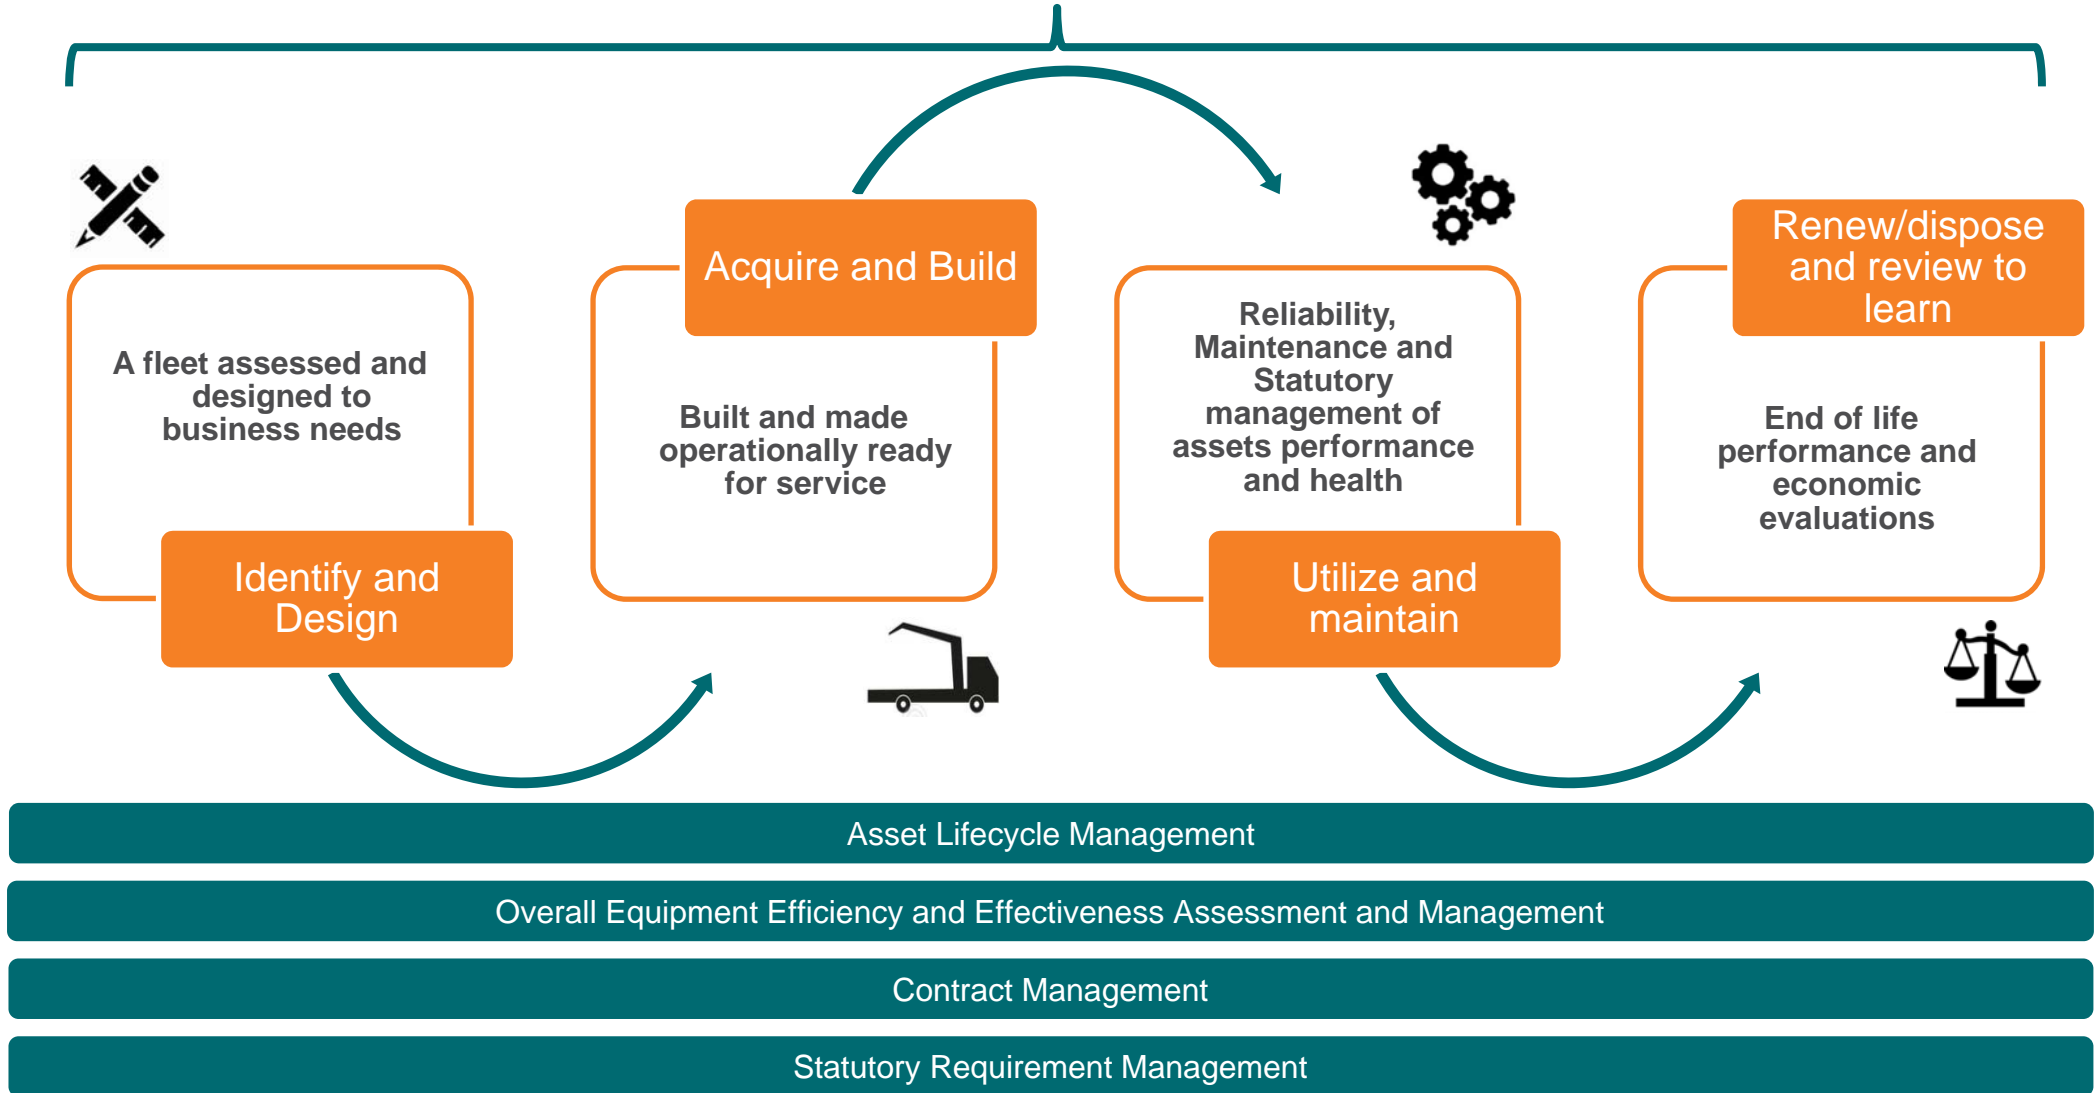 A fleet assessed and
designed to
business needs
Identify and
Design
Acquire and Build
Built and made
operationally ready
for service
Reliability,
Maintenance and
Statutory
management of
assets performance
and health
Utilize and
maintain
Renew/dispose
and review to
learn
End of life
performance and
economic
evaluations
Asset Lifecycle Management
Overall Equipment Efficiency and Effectiveness Assessment and Management
Contract Management
Statutory Requirement Management